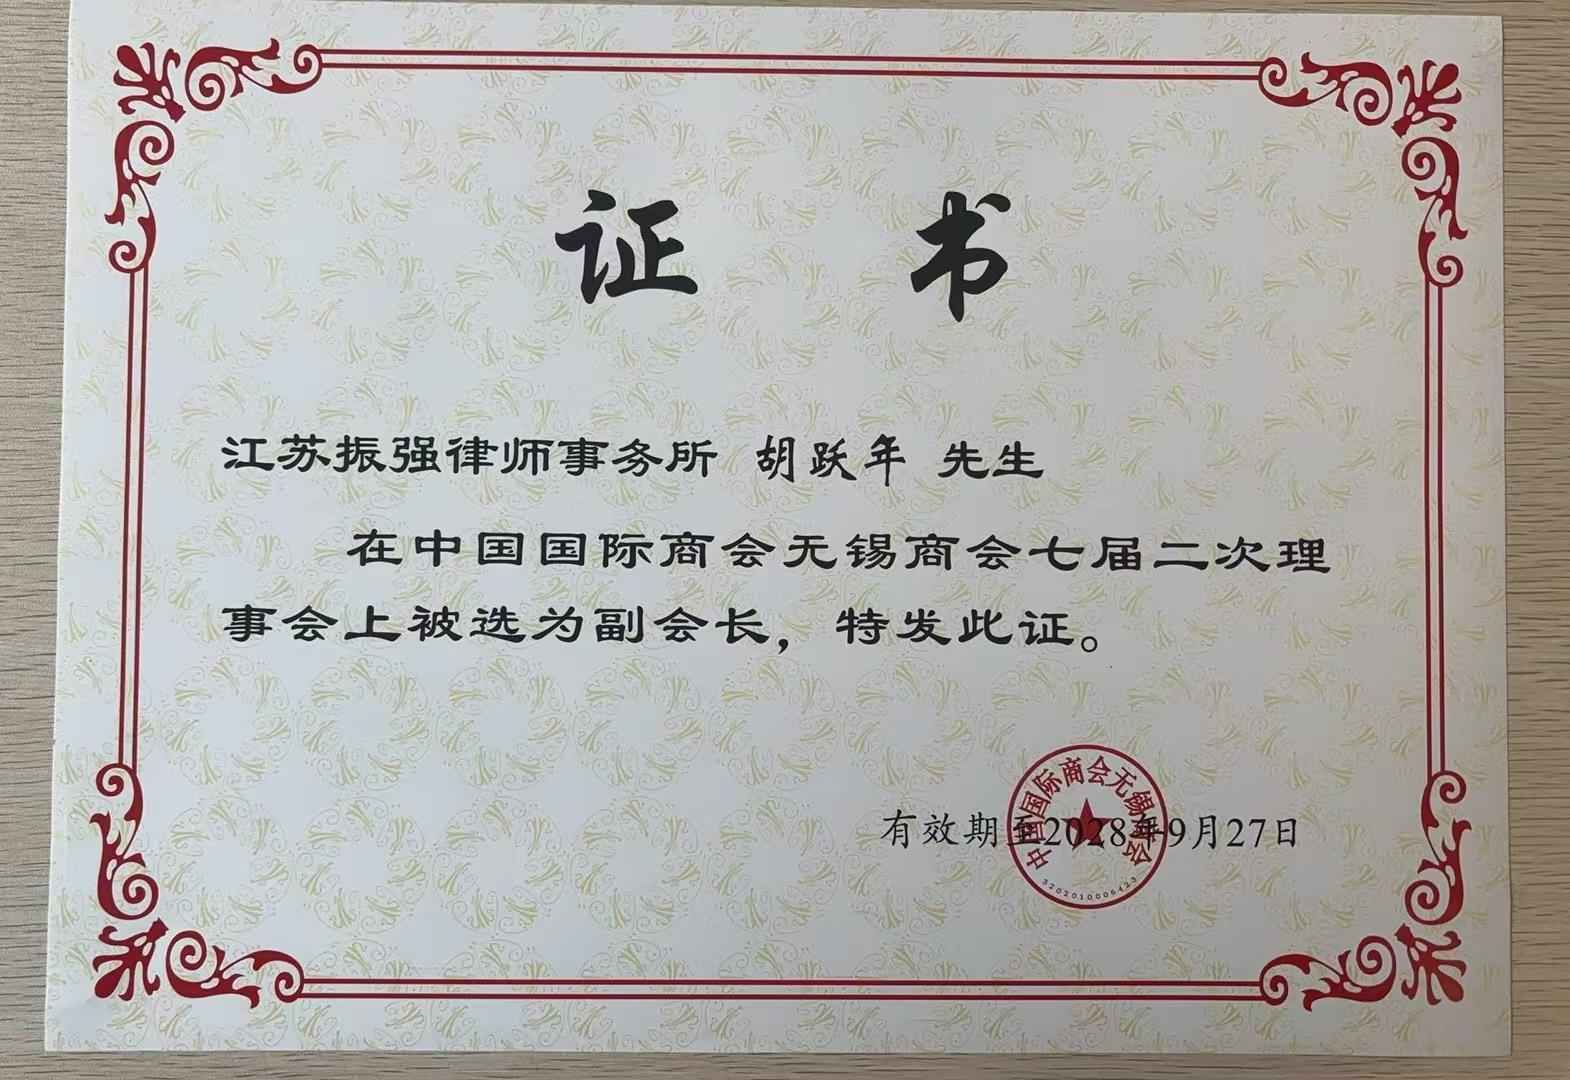 证 书
江苏振强律师事务所 胡跃年 先生
在中国国际商会无锡商会七届二次理
事会上被选为副会长，特发此证。
中国国际商会无锡商会
有效期至2028年9月27日